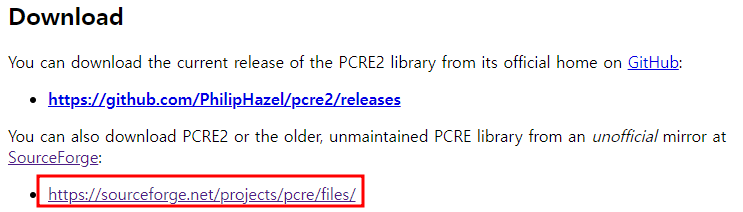 Download
You can download the current release of the PCRE2 library from its official home on GitHub:
• https://github.com/PhilipHazel/pcre2/releases
You can also download PCRE2 or the older, unmaintained PCRE library from an unofficial mirror at
SourceForge:
• https://sourceforge.net/projects/pcre/files/